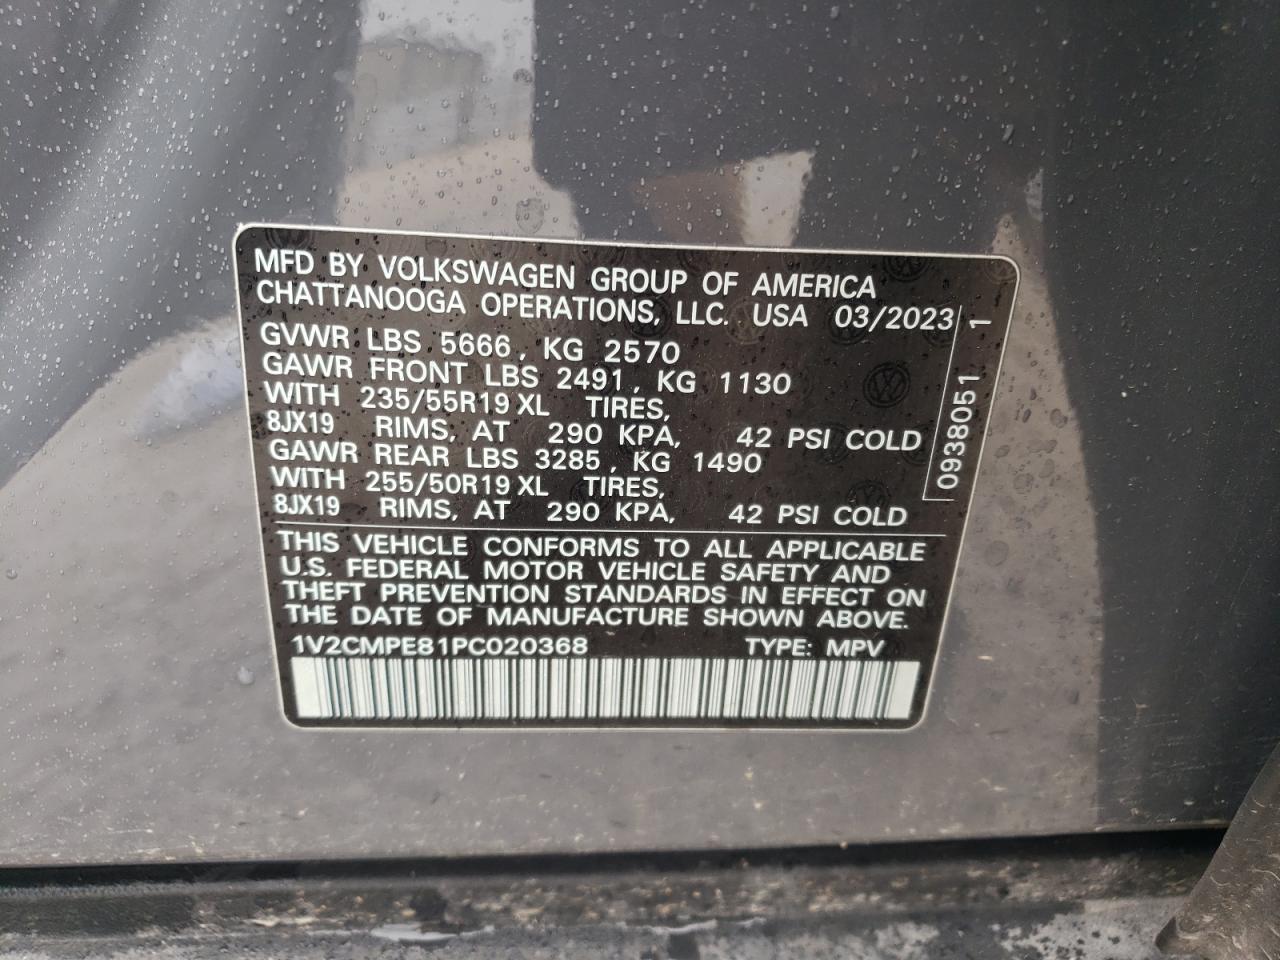 MFD BY VOLKSWAGEN GROUP OF AMERICA
CHATTANOOGA OPERATIONS, LLC. USA 03/2023
GVWR LBS 5666, KG 2570
GAWR FRONT LBS 2491, KG 1130
WITH 235/55R19 XL TIRES,
8JX19 RIMS, AT 290 KPA, 42 PSI COLD
GAWR REAR LBS 3285, KG 1490
WITH 255/50R19 XL TIRES,
8JX19 RIMS, AT 290 KPA, 42 PSI COLD
0938051 1
THIS VEHICLE CONFORMS TO ALL APPLICABLE
U.S. FEDERAL MOTOR VEHICLE SAFETY AND
THEFT PREVENTION STANDARDS IN EFFECT ON
THE DATE OF MANUFACTURE SHOWN ABOVE.
1V2CMPE81PC020368 TYPE: MPV